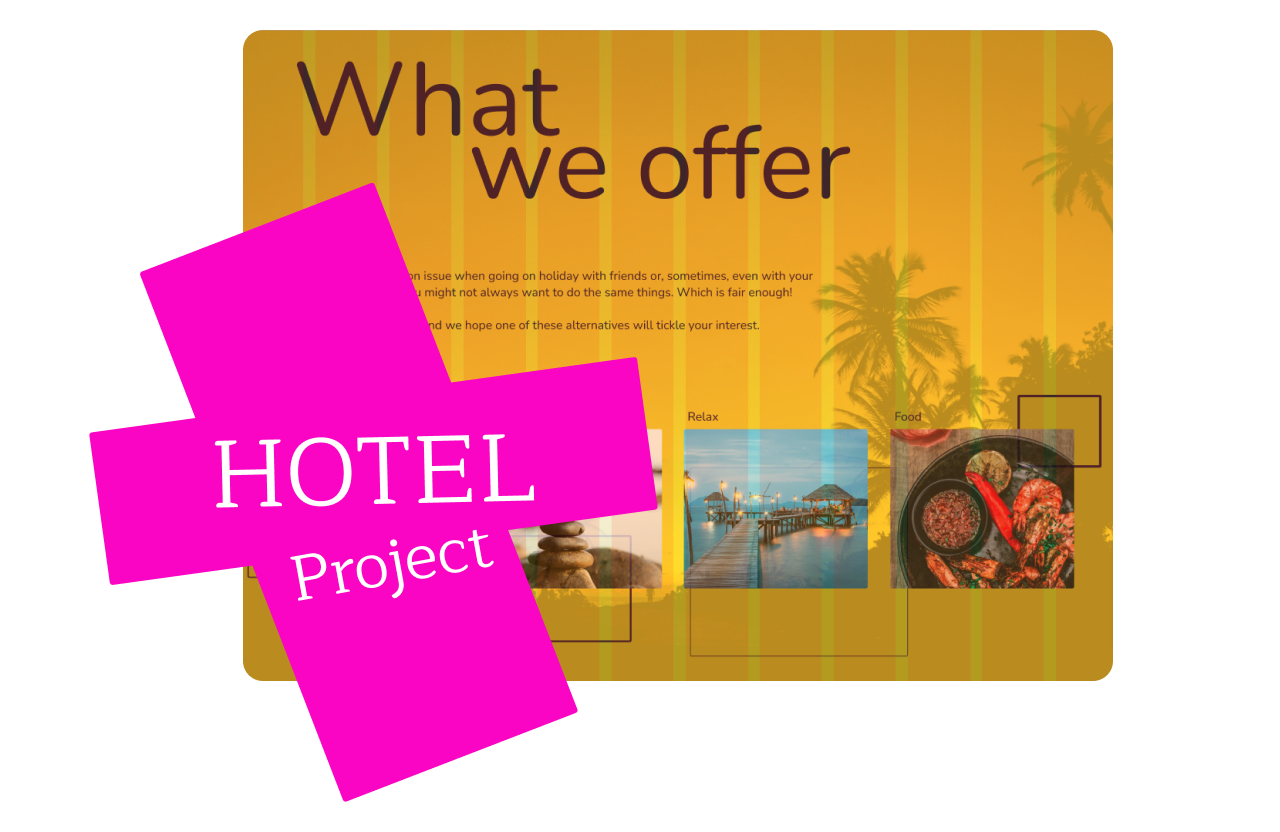 What
we offer
on issue when going on holiday with friends or, sometimes, even with your
might not always want to do the same things. Which is fair enough!
and we hope one of these alternatives will tickle your interest.
Relax
Food
HOTEL
Project